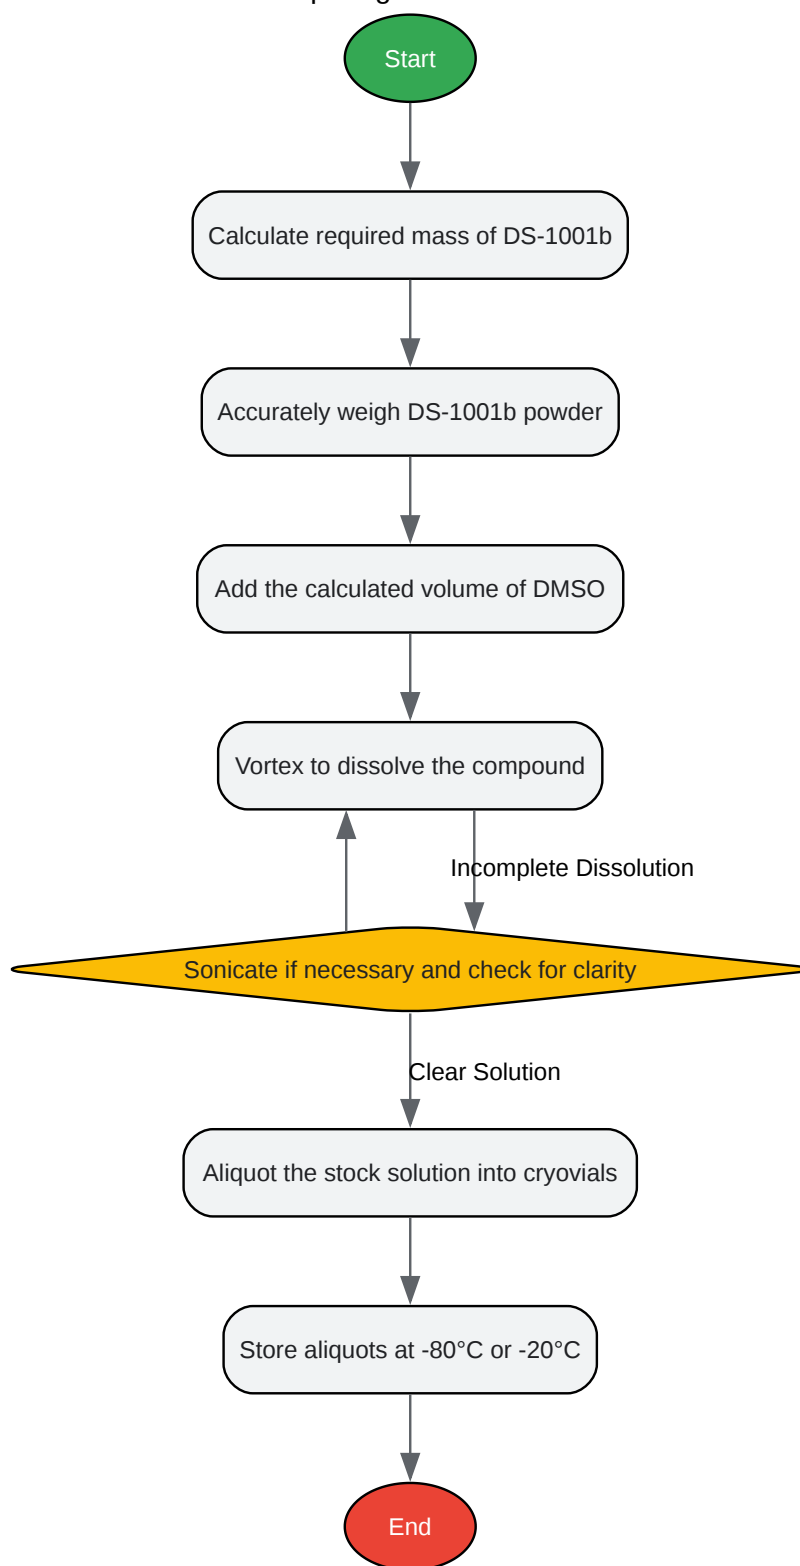 Start
Calculate required mass of DS-1001b
Accurately weigh DS-1001b powder
Add the calculated volume of DMSO
Vortex to dissolve the compound
Incomplete Dissolution
Sonicate if necessary and check for clarity
Clear Solution
Aliquot the stock solution into cryovials
Store aliquots at -80°C or -20°C
End